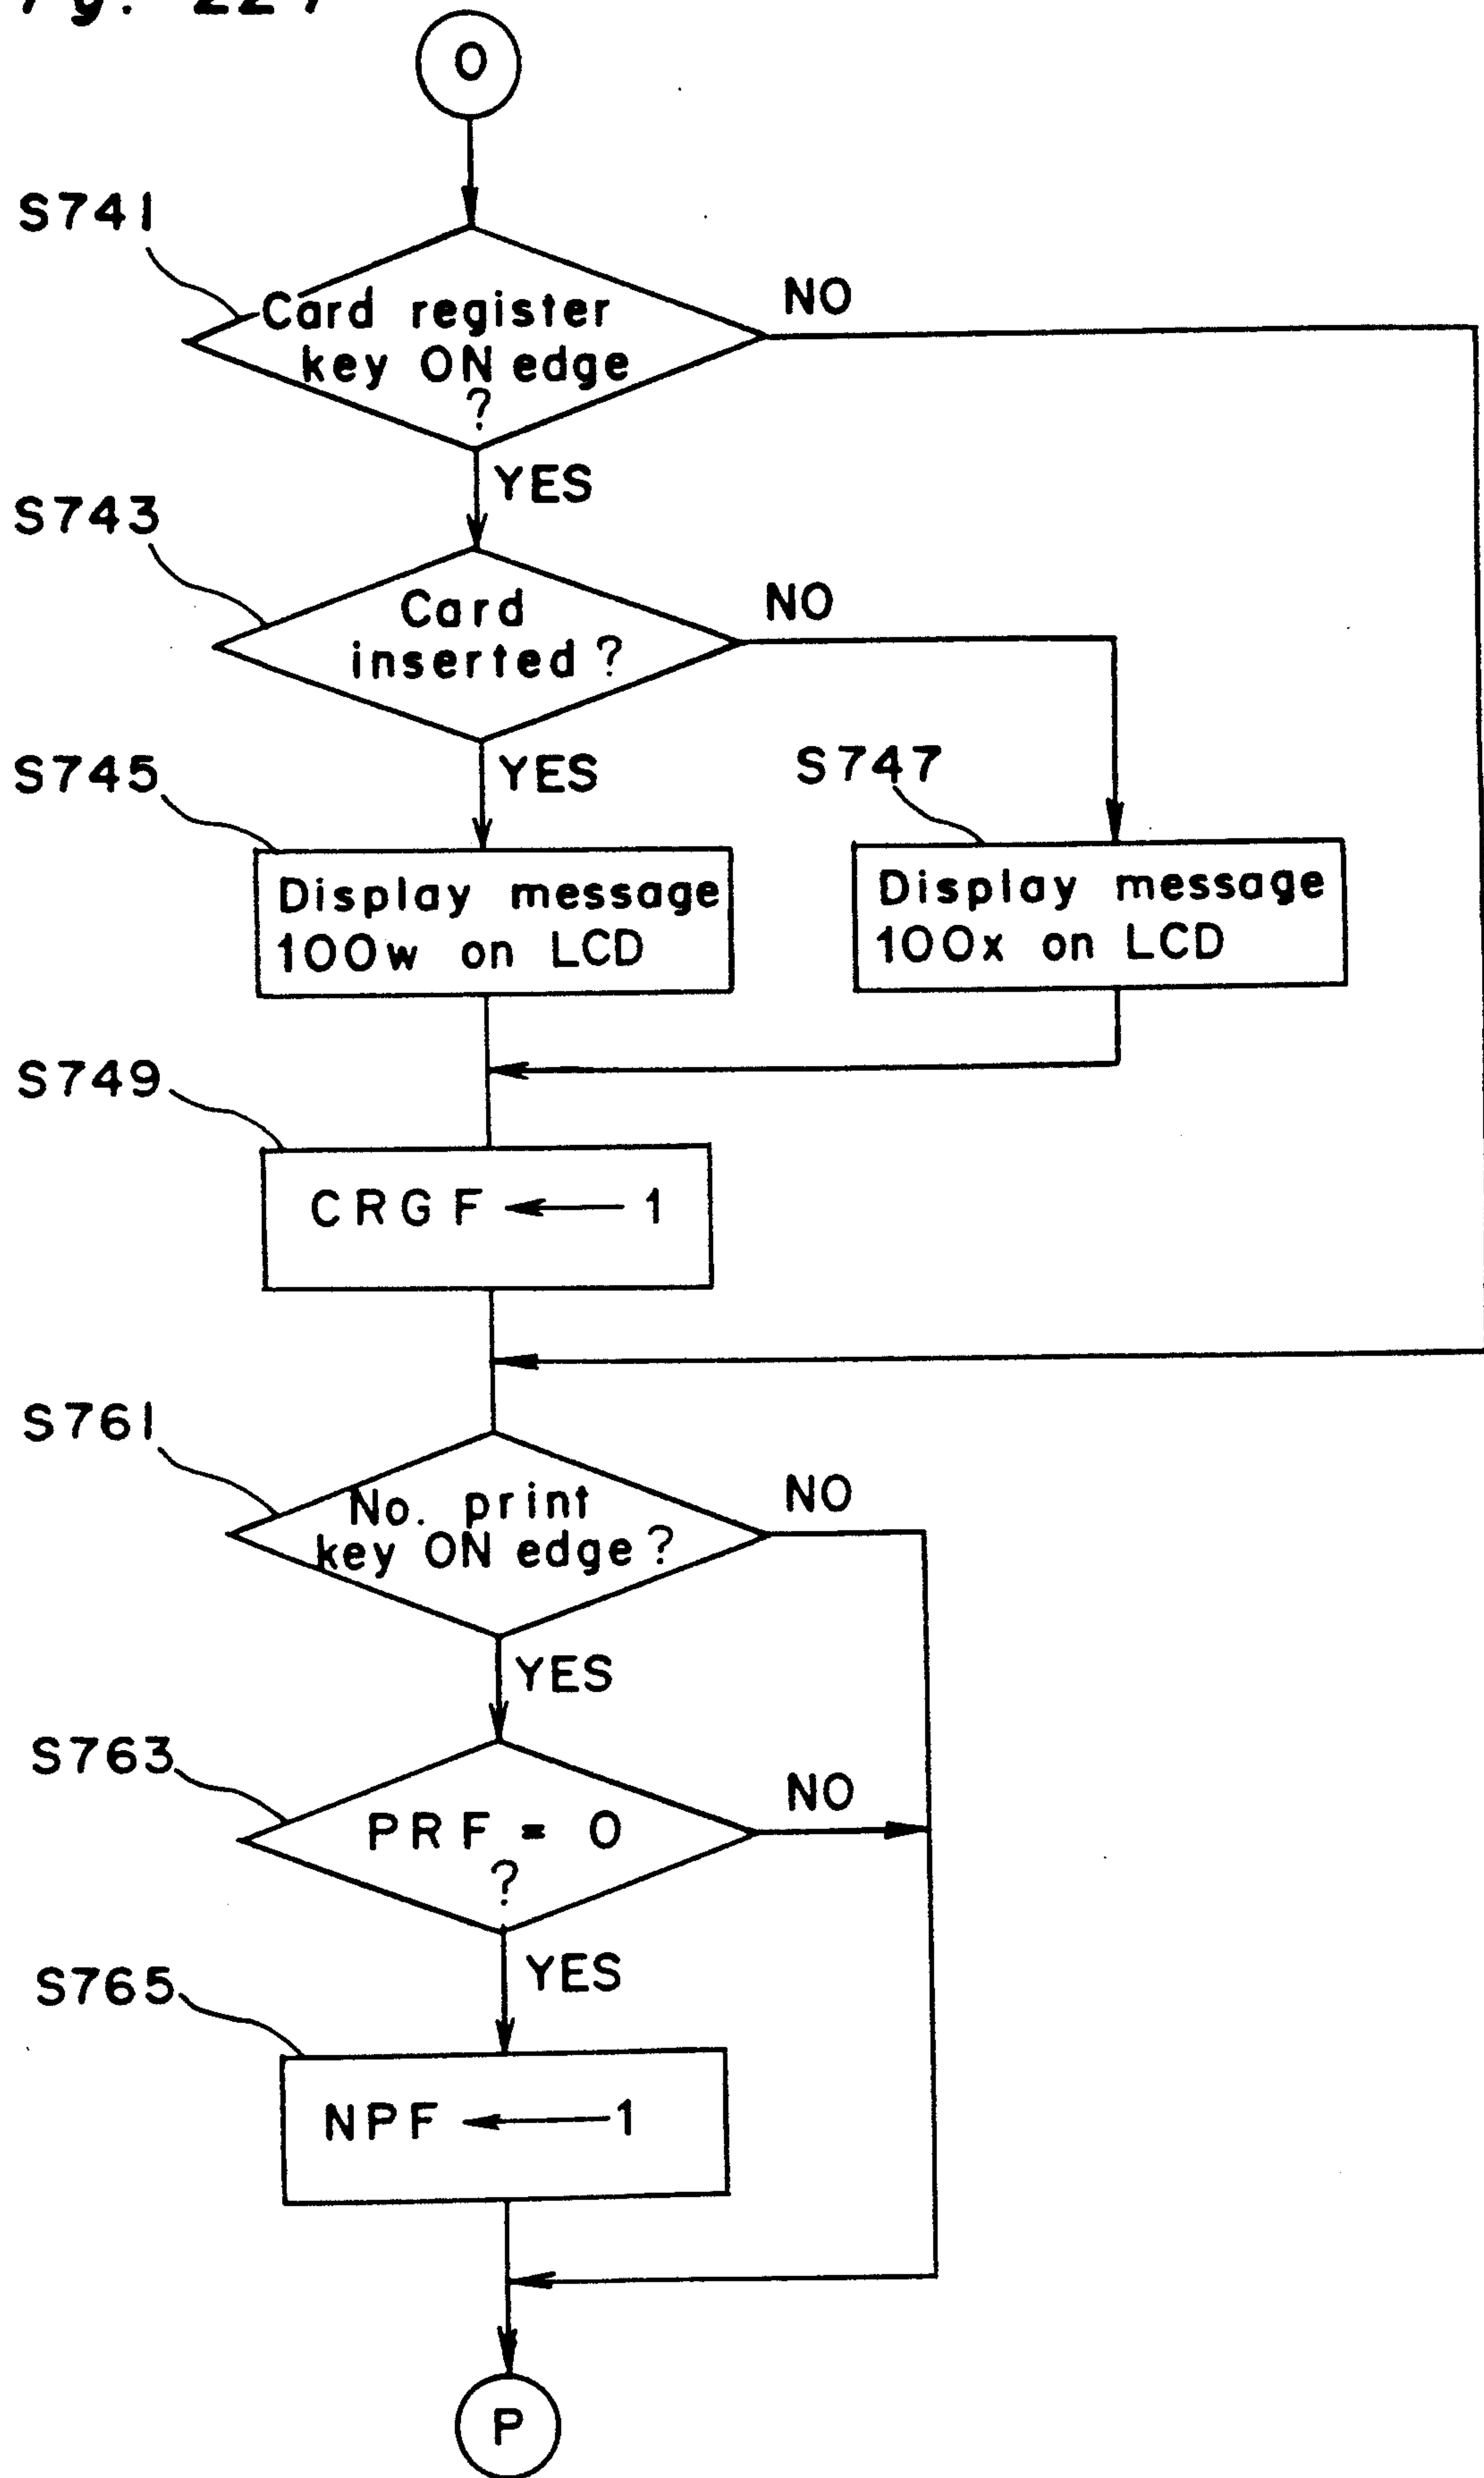 O
S741
Card register
key ON edge
?
NO
YES
S743
Card
inserted ?
NO
YES
S745
Display message
100w on LCD
S747
Display message
100x on LCD
S749
CRGF ← 1
S761
No. print
key ON edge ?
NO
YES
S763
PRF = 0
?
NO
YES
S765
NPF ← 1
P